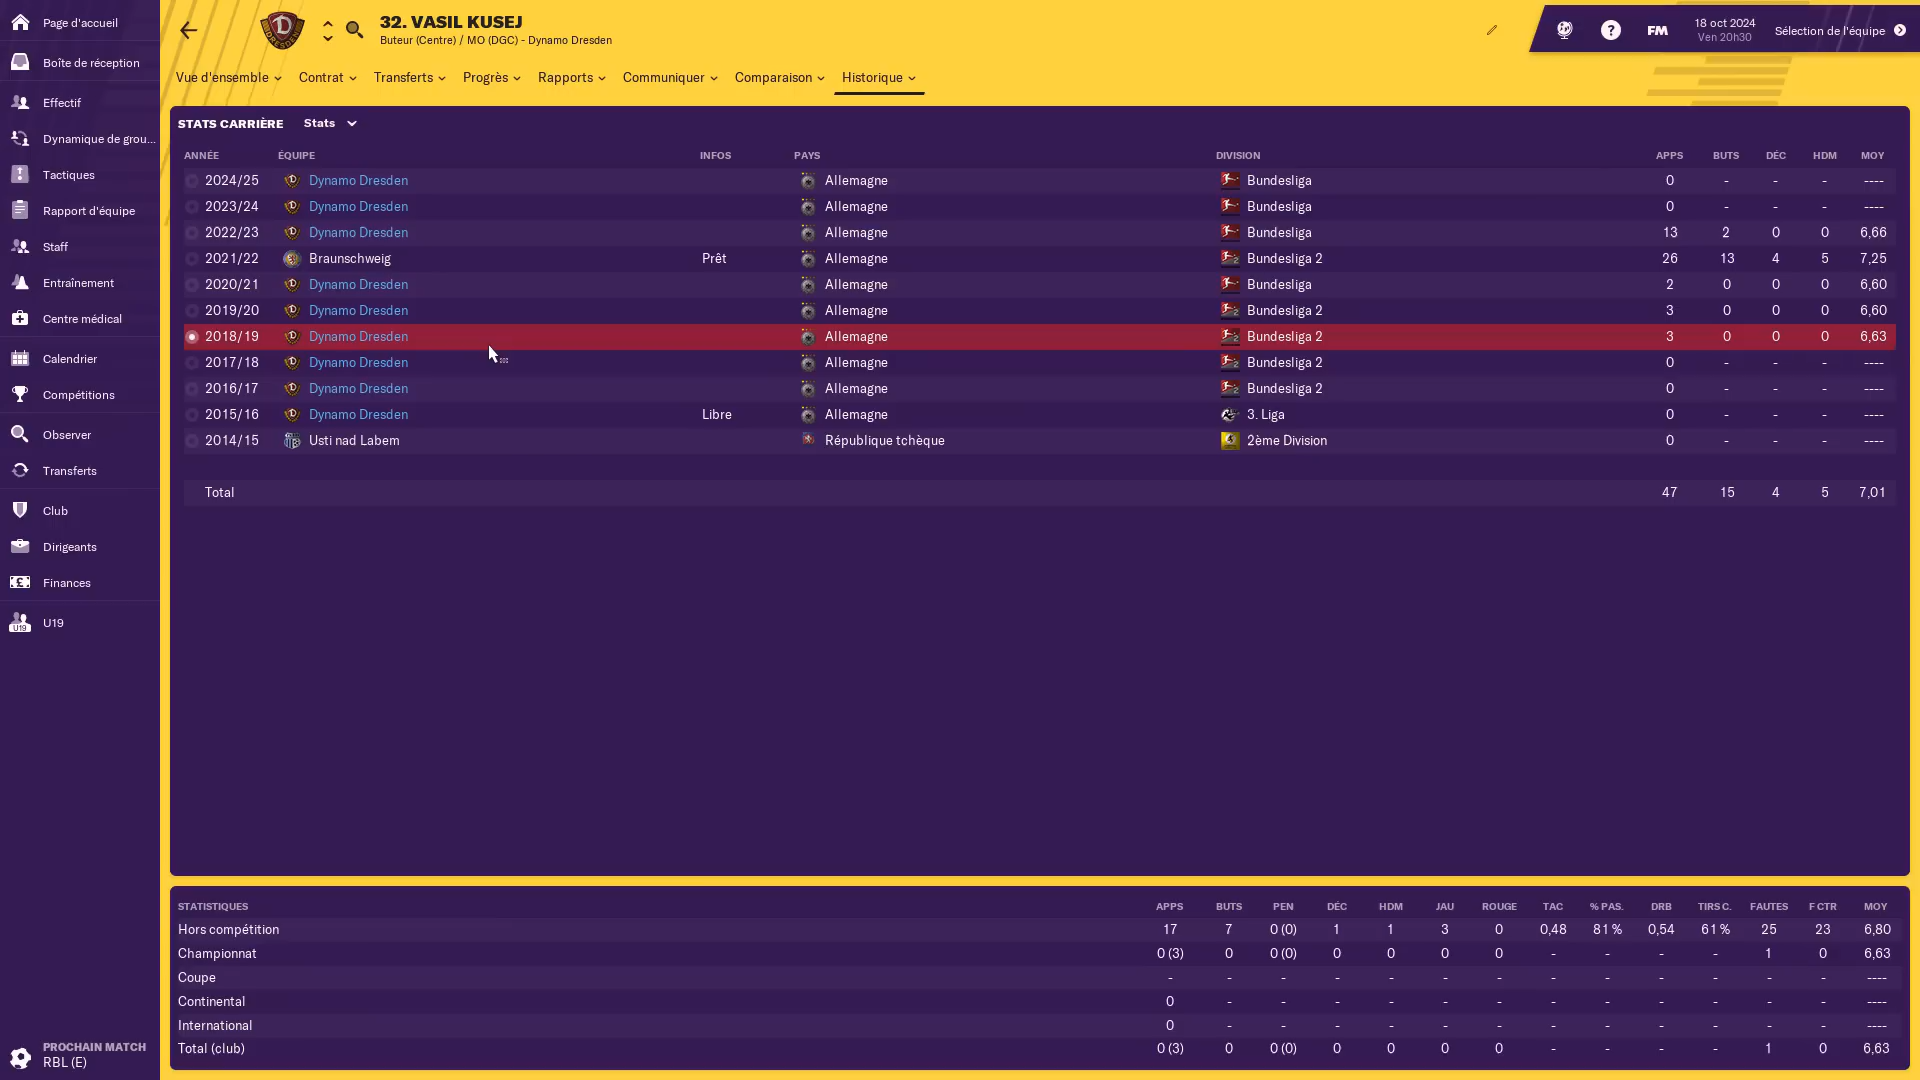 Page d'accueil
Boîte de réception
Effectif
Dynamique de grou...
Tactiques
Rapport d'équipe
Staff
Entraînement
Centre médical
Calendrier
Compétitions
Observer
Transferts
Club
Dirigeants
Finances
U19
U19
PROCHAIN MATCH
RBL (E)
32. VASIL KUSEJ
Buteur (Centre) / MO (DGC) - Dynamo Dresden
? FM 18 oct 2024 Sélection de l'équipe
Ven 20h30
Vue d'ensemble Contrat Transferts Progrès Rapports Communiquer Comparaison Historique
STATS CARRIÈRE Stats
ANNÉE ÉQUIPE INFOS PAYS DIVISION APPS BUTS DÉC HDM MOY
2024/25 Dynamo Dresden Allemagne Bundesliga 0 - - - ----
2023/24 Dynamo Dresden Allemagne Bundesliga 0 - - - ----
2022/23 Dynamo Dresden Allemagne Bundesliga 13 2 0 0 6,66
2021/22 Braunschweig Prêt Allemagne Bundesliga 2 26 13 4 5 7,25
2020/21 Dynamo Dresden Allemagne Bundesliga 2 0 0 0 6,60
2019/20 Dynamo Dresden Allemagne Bundesliga 2 3 0 0 0 6,60
2018/19 Dynamo Dresden Allemagne Bundesliga 2 3 0 0 0 6,63
2017/18 Dynamo Dresden Allemagne Bundesliga 2 0 - - - ----
2016/17 Dynamo Dresden Allemagne Bundesliga 2 0 - - - ----
2015/16 Dynamo Dresden Libre Allemagne 3. Liga 0 - - - ----
2014/15 Usti nad Labem République tchèque 2ème Division 0 - - - ----
Total 47 15 4 5 7,01
STATISTIQUES APPS BUTS PEN DÉC HDM JAU ROUGE TAC % PAS. DRB TIRS C. FAUTES F CTR MOY
Hors compétition 17 7 0 (0) 1 1 3 0 0,48 81 % 0,54 61 % 25 23 6,80
Championnat 0 (3) 0 0 (0) 0 0 0 0 - - - - 1 0 6,63
Coupe - - - - - - - - - - - - - ----
Continental 0 - - - - - - - - - - - - ----
International 0 - - - - - - - - - - - - ----
Total (club) 0 (3) 0 0 (0) 0 0 0 0 - - - - 1 0 6,63